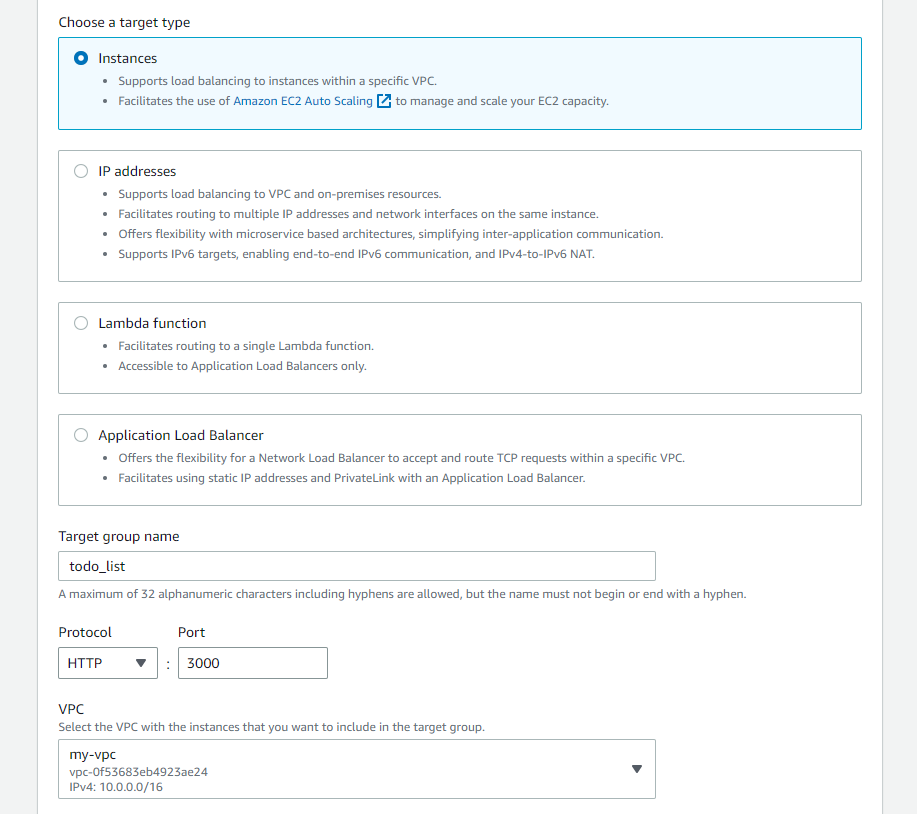 Choose a target type
Instances
• Supports load balancing to instances within a specific VPC.
• Facilitates the use of Amazon EC2 Auto Scaling to manage and scale your EC2 capacity.
IP addresses
• Supports load balancing to VPC and on-premises resources.
• Facilitates routing to multiple IP addresses and network interfaces on the same instance.
• Offers flexibility with microservice based architectures, simplifying inter-application communication.
• Supports IPv6 targets, enabling end-to-end IPv6 communication, and IPv4-to-IPv6 NAT.
Lambda function
• Facilitates routing to a single Lambda function.
• Accessible to Application Load Balancers only.
Application Load Balancer
• Offers the flexibility for a Network Load Balancer to accept and route TCP requests within a specific VPC.
• Facilitates using static IP addresses and PrivateLink with an Application Load Balancer.
Target group name
todo_list
A maximum of 32 alphanumeric characters including hyphens are allowed, but the name must not begin or end with a hyphen.
Protocol Port
HTTP : 3000
VPC
Select the VPC with the instances that you want to include in the target group.
my-vpc
vpc-0f53683eb4923ae24
IPv4: 10.0.0.0/16